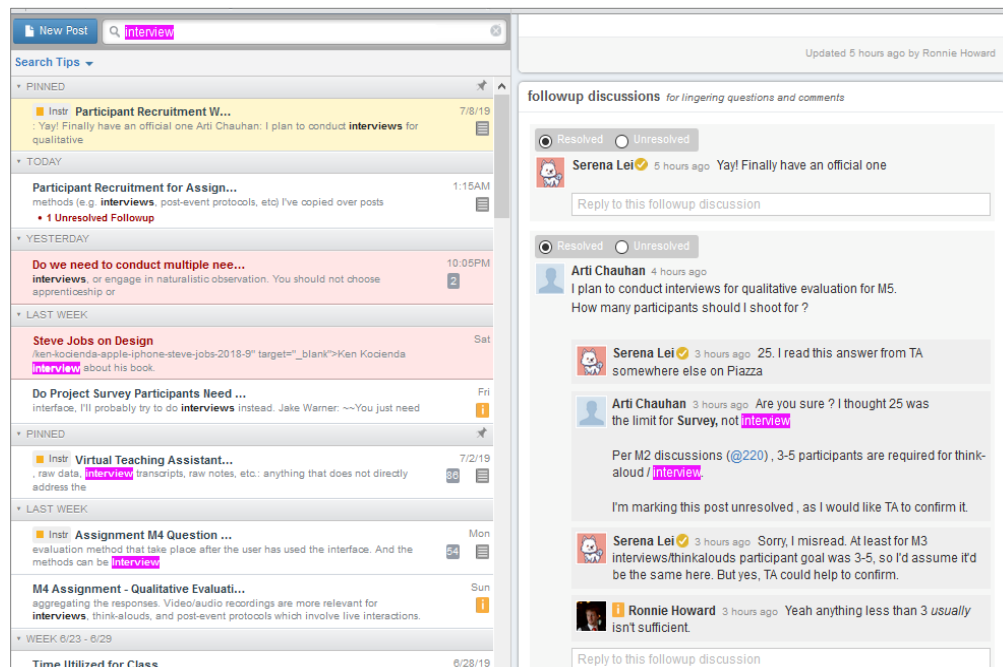 New Post
interview
Search Tips
PINNED
Instr Participant Recruitment W...
7/8/19
: Yay! Finally have an official one Arti Chauhan: I plan to conduct interviews for
qualitative
TODAY
Participant Recruitment for Assign...
1:15AM
methods (e.g. interviews, post-event protocols, etc) I've copied over posts
• 1 Unresolved Followup
YESTERDAY
Do we need to conduct multiple nee...
10:05PM
interviews, or engage in naturalistic observation. You should not choose
2
apprenticeship or
LAST WEEK
Steve Jobs on Design
Sat
/ken-kocienda-apple-iphone-steve-jobs-2018-9" target="_blank">Ken Kocienda
Interview about his book.
Do Project Survey Participants Need ...
Fri
interface, I'll probably try to do interviews instead. Jake Warner: ~~You just need
i
PINNED
Instr Virtual Teaching Assistant...
7/2/19
, raw data, interview transcripts, raw notes, etc.: anything that does not directly
86
address the
LAST WEEK
Instr Assignment M4 Question ...
Mon
evaluation method that take place after the user has used the interface. And the
54
methods can be Interview
M4 Assignment - Qualitative Evaluati...
Sun
aggregating the responses. Video/audio recordings are more relevant for
i
interviews, think-alouds, and post-event protocols which involve live interactions.
WEEK 6/23 - 6/29
Time Utilized for Class
6/28/19
Updated 5 hours ago by Ronnie Howard
followup discussions for lingering questions and comments
Resolved Unresolved
Serena Lei 5 hours ago Yay! Finally have an official one
Reply to this followup discussion
Resolved Unresolved
Arti Chauhan 4 hours ago
I plan to conduct interviews for qualitative evaluation for M5.
How many participants should I shoot for ?
Serena Lei 3 hours ago 25. I read this answer from TA
somewhere else on Piazza
Arti Chauhan 3 hours ago Are you sure ? I thought 25 was
the limit for Survey, not interview
Per M2 discussions (@220) , 3-5 participants are required for think-
aloud / interview.
I'm marking this post unresolved , as I would like TA to confirm it.
Serena Lei 3 hours ago Sorry, I misread. At least for M3
interviews/thinkalouds participant goal was 3-5, so I'd assume it'd
be the same here. But yes, TA could help to confirm.
i Ronnie Howard 3 hours ago Yeah anything less than 3 usually
isn't sufficient.
Reply to this followup discussion